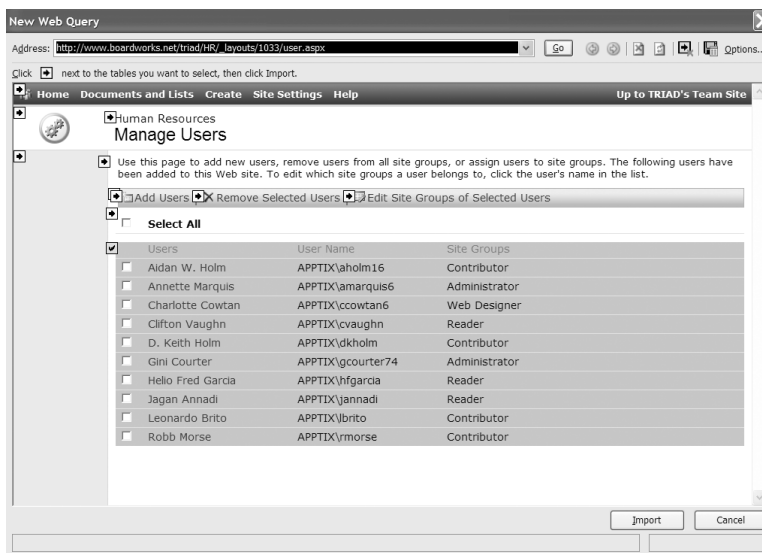 New Web Query
Address: http://www.boardworks.net/triad/HR/_layouts/1033/user.aspx Go Options..
Click next to the tables you want to select, then click Import.
Home Documents and Lists Create Site Settings Help Up to TRIAD's Team Site
Human Resources
Manage Users
Use this page to add new users, remove users from all site groups, or assign users to site groups. The following users have
been added to this Web site. To edit which site groups a user belongs to, click the user's name in the list.
Add Users Remove Selected Users Edit Site Groups of Selected Users
Select All
Users User Name Site Groups
Aidan W. Holm APPTIX\aholm16 Contributor
Annette Marquis APPTIX\amarquis6 Administrator
Charlotte Cowtan APPTIX\ccowtan6 Web Designer
Clifton Vaughn APPTIX\cvaughn Reader
D. Keith Holm APPTIX\dkholm Contributor
Gini Courter APPTIX\gcourter74 Administrator
Helio Fred Garcia APPTIX\hfgarcia Reader
Jagan Annadi APPTIX\jannadi Reader
Leonardo Brito APPTIX\lbrito Contributor
Robb Morse APPTIX\rmorse Contributor
Import Cancel